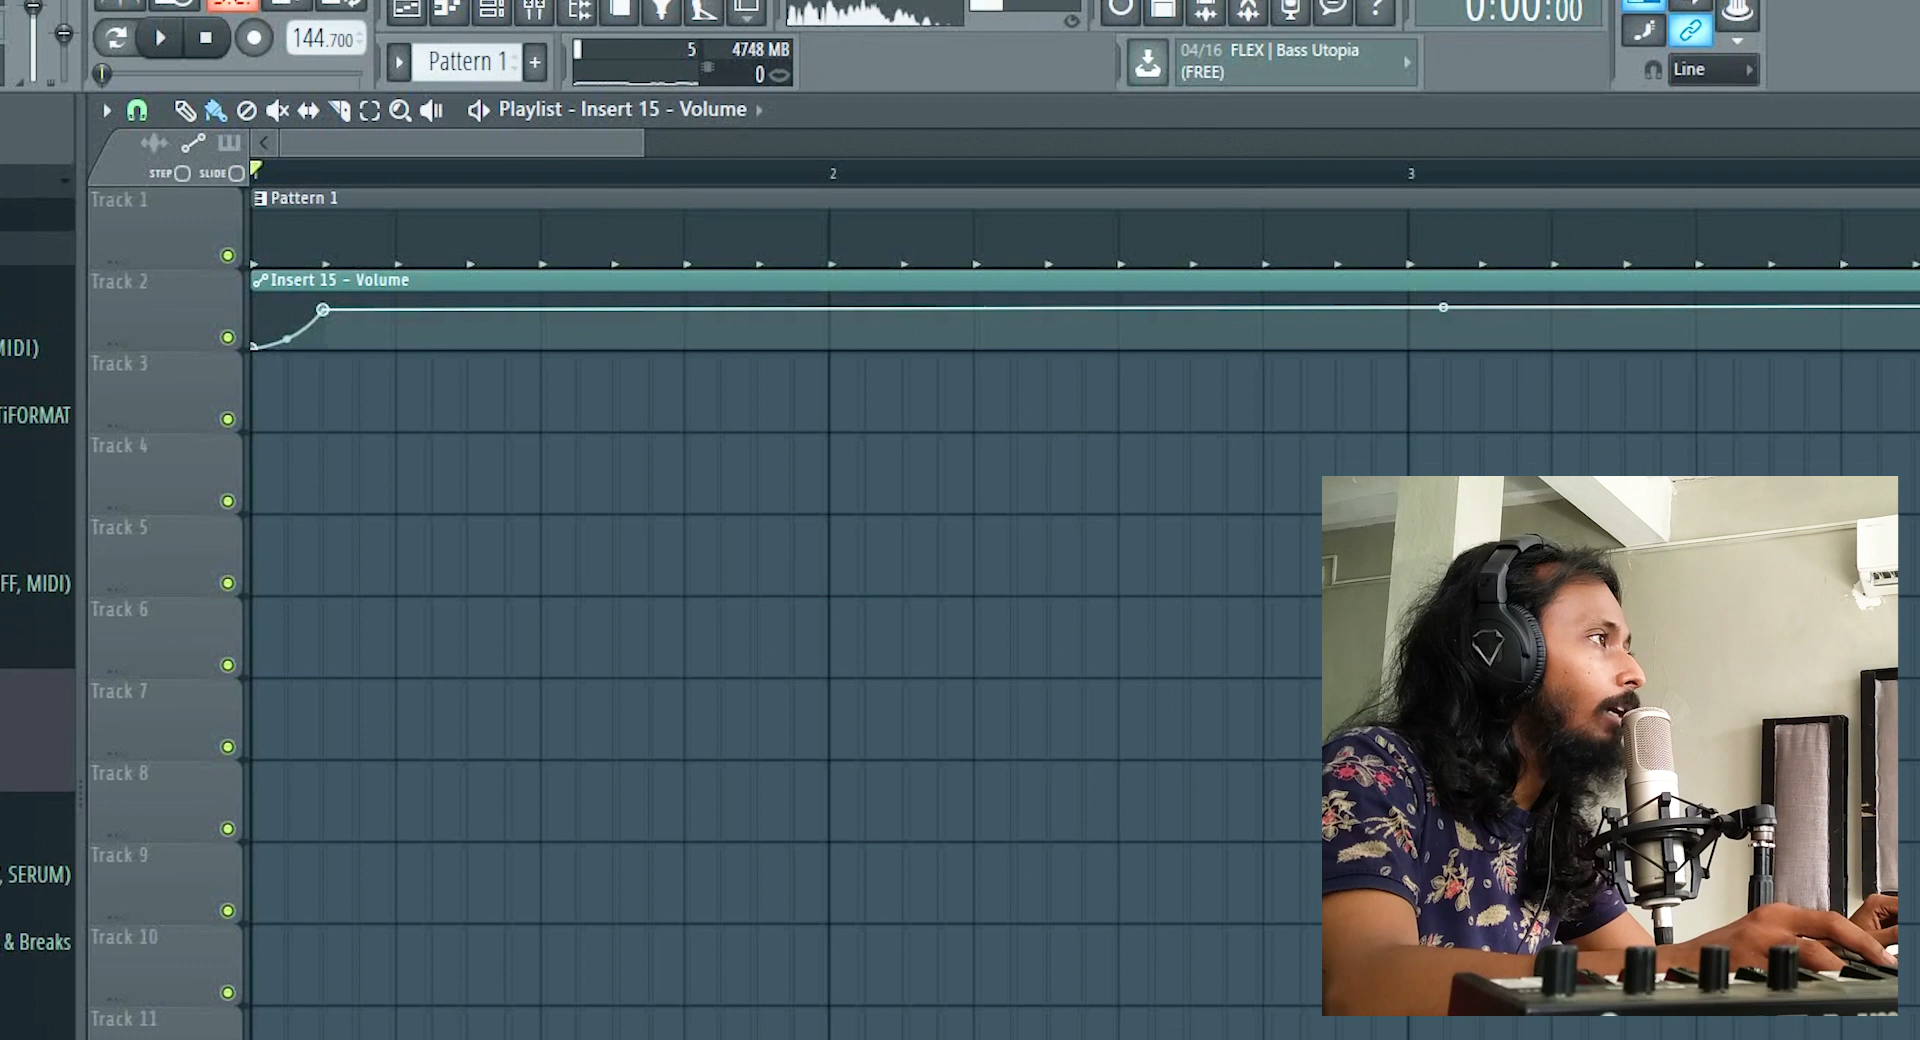 0:00:00
144.700
Pattern 1
+
5
4748 MB
0
04/16 FLEX | Bass Utopia
(FREE)
Line
Playlist - Insert 15 - Volume
STEP
SLIDE
2
3
Track 1
Pattern 1
Track 2
Insert 15 - Volume
MIDI)
Track 3
TiFORMAT
Track 4
Track 5
FF, MIDI)
Track 6
Track 7
Track 8
, SERUM)
Track 9
& Breaks
Track 10
Track 11